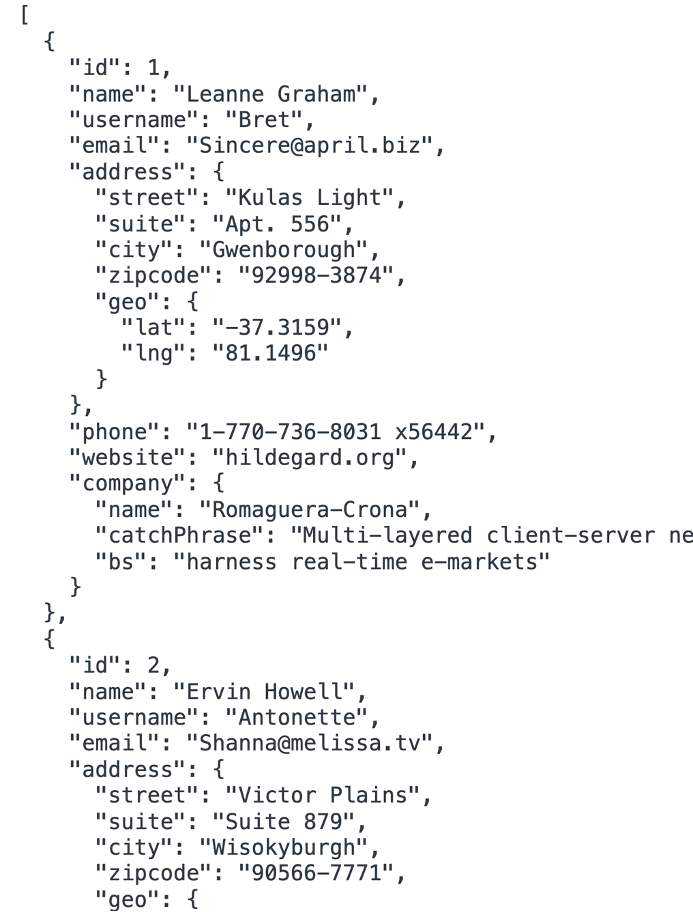 [
  {
    "id": 1,
    "name": "Leanne Graham",
    "username": "Bret",
    "email": "Sincere@april.biz",
    "address": {
      "street": "Kulas Light",
      "suite": "Apt. 556",
      "city": "Gwenborough",
      "zipcode": "92998-3874",
      "geo": {
        "lat": "-37.3159",
        "lng": "81.1496"
      }
    },
    "phone": "1-770-736-8031 x56442",
    "website": "hildegard.org",
    "company": {
      "name": "Romaguera-Crona",
      "catchPhrase": "Multi-layered client-server ne
      "bs": "harness real-time e-markets"
    }
  },
  {
    "id": 2,
    "name": "Ervin Howell",
    "username": "Antonette",
    "email": "Shanna@melissa.tv",
    "address": {
      "street": "Victor Plains",
      "suite": "Suite 879",
      "city": "Wisokyburgh",
      "zipcode": "90566-7771",
      "geo": {